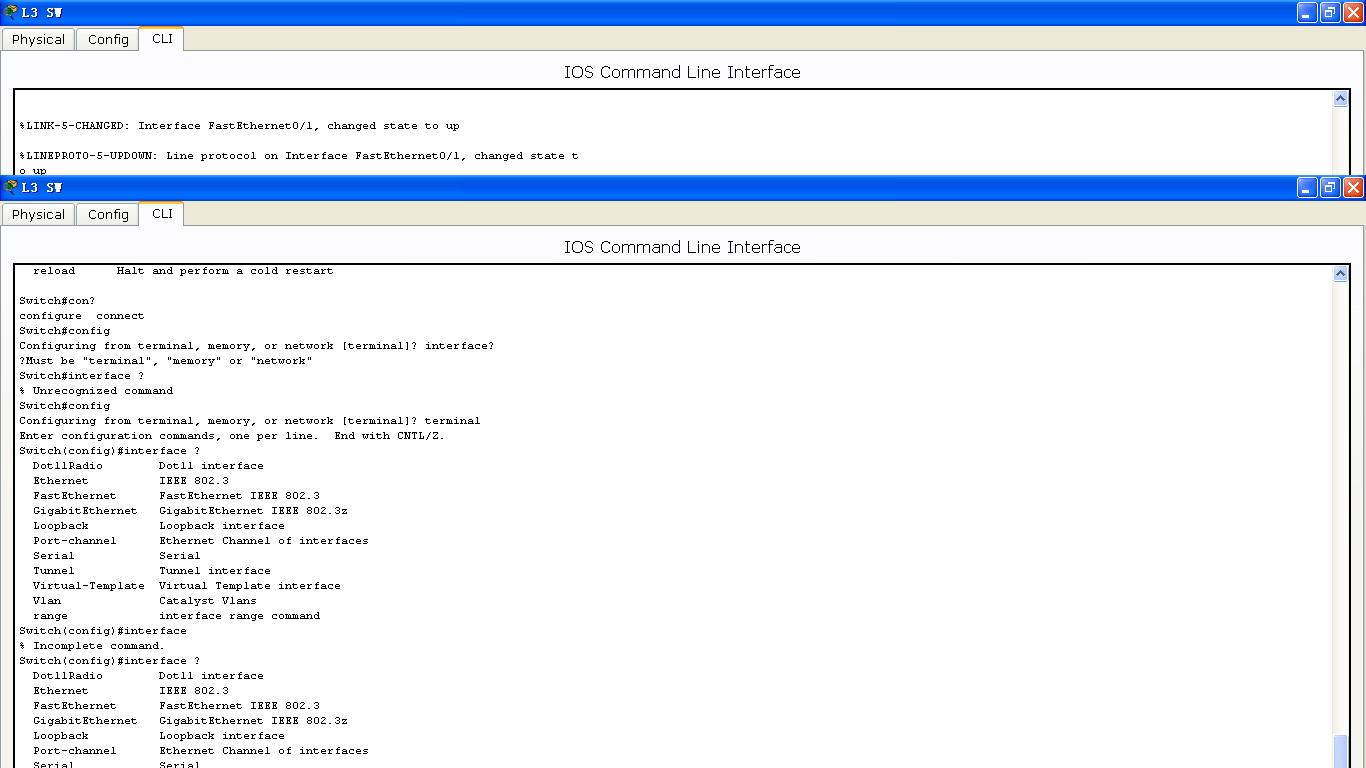 L3 SW
Physical Config CLI
IOS Command Line Interface
%LINK-5-CHANGED: Interface FastEthernet0/1, changed state to up
%LINEPROTO-5-UPDOWN: Line protocol on Interface FastEthernet0/1, changed state t
o up
L3 SW
Physical Config CLI
IOS Command Line Interface
reload Halt and perform a cold restart
Switch#con?
configure connect
Switch#config
Configuring from terminal, memory, or network [terminal]? interface?
?Must be "terminal", "memory" or "network"
Switch#interface ?
% Unrecognized command
Switch#config
Configuring from terminal, memory, or network [terminal]? terminal
Enter configuration commands, one per line. End with CNTL/Z.
Switch(config)#interface ?
Dot11Radio Dot11 interface
Ethernet IEEE 802.3
FastEthernet FastEthernet IEEE 802.3
GigabitEthernet GigabitEthernet IEEE 802.3z
Loopback Loopback interface
Port-channel Ethernet Channel of interfaces
Serial Serial
Tunnel Tunnel interface
Virtual-Template Virtual Template interface
Vlan Catalyst Vlans
range interface range command
Switch(config)#interface
% Incomplete command.
Switch(config)#interface ?
Dot11Radio Dot11 interface
Ethernet IEEE 802.3
FastEthernet FastEthernet IEEE 802.3
GigabitEthernet GigabitEthernet IEEE 802.3z
Loopback Loopback interface
Port-channel Ethernet Channel of interfaces
Serial Serial